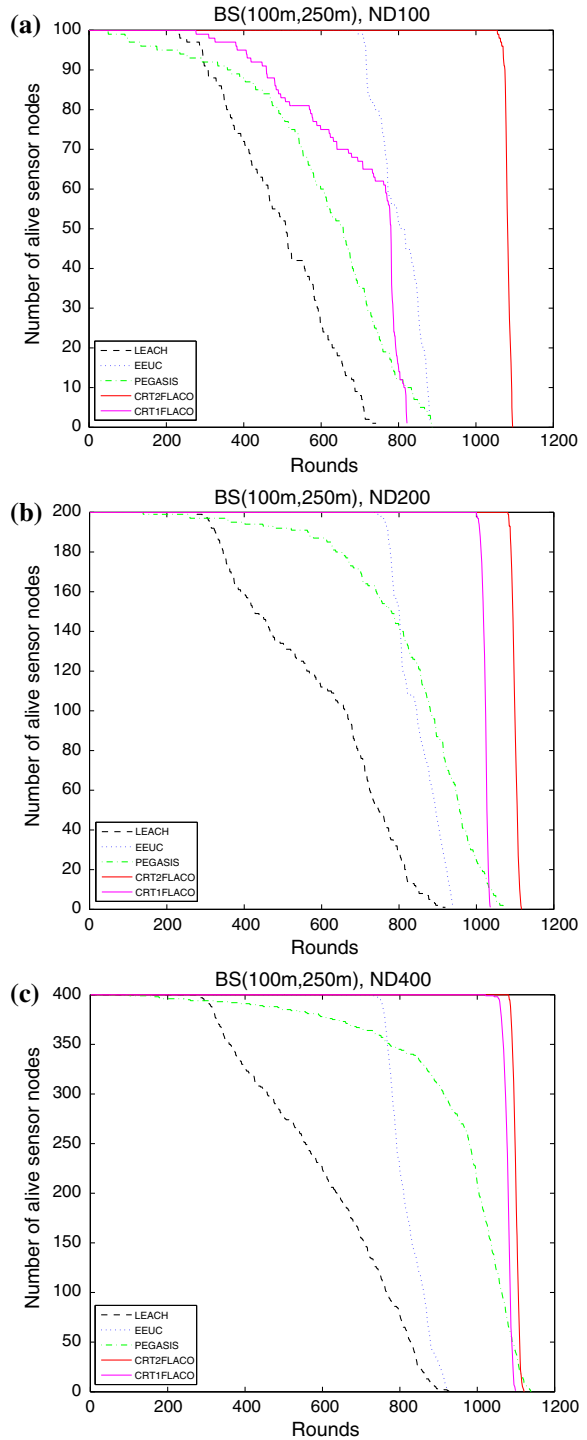 (a)
BS(100m,250m), ND100
Number of alive sensor nodes
100
90
80
70
60
50
40
30
20
10
0
LEACH
EEUC
PEGASIS
CRT2FLACO
CRT1FLACO
0 200 400 600 800 1000 1200
Rounds
(b)
BS(100m,250m), ND200
Number of alive sensor nodes
200
180
160
140
120
100
80
60
40
20
0
LEACH
EEUC
PEGASIS
CRT2FLACO
CRT1FLACO
0 200 400 600 800 1000 1200
Rounds
(c)
BS(100m,250m), ND400
Number of alive sensor nodes
400
350
300
250
200
150
100
50
0
LEACH
EEUC
PEGASIS
CRT2FLACO
CRT1FLACO
0 200 400 600 800 1000 1200
Rounds